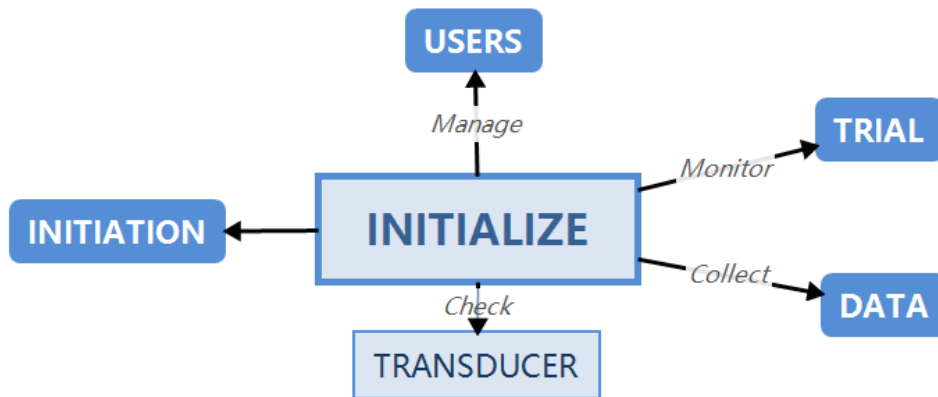 USERS
Manage
TRIAL
Monitor
INITIATION
INITIALIZE
Collect
DATA
Check
TRANSDUCER